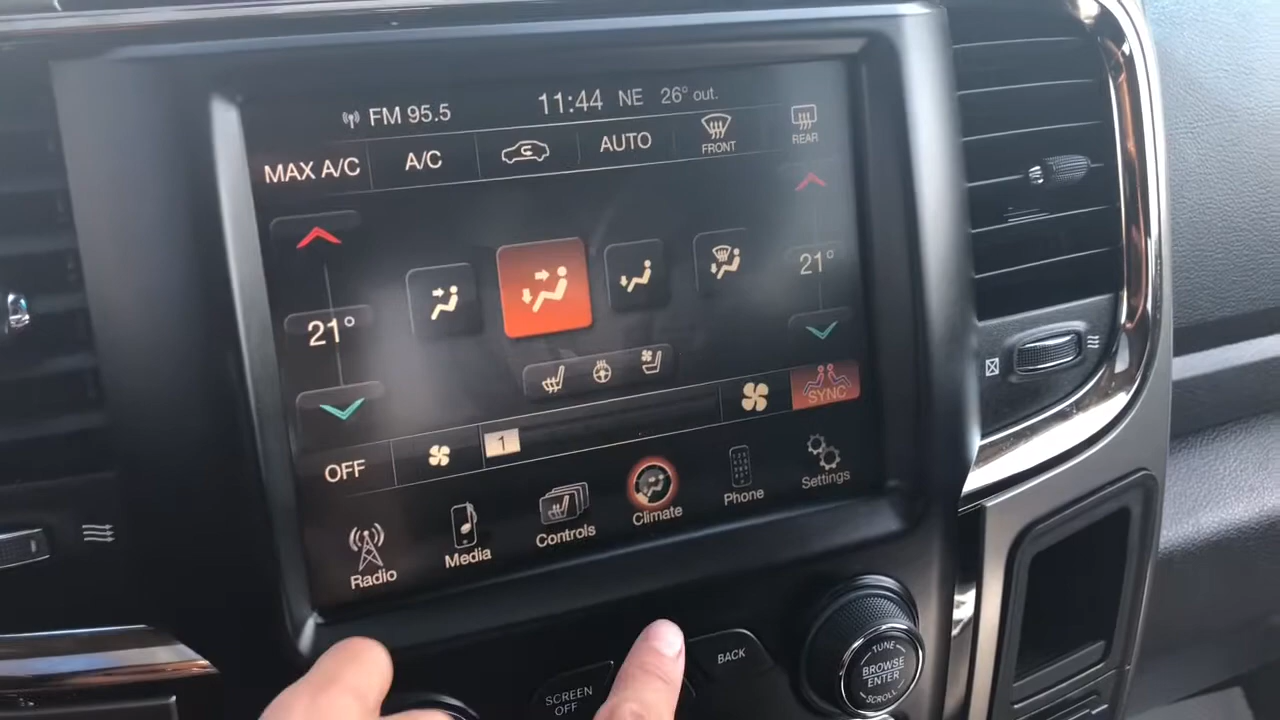 FM 95.5 11:44 NE 26° out.
MAX A/C A/C AUTO FRONT REAR
21° 21°
OFF 1 SYNC
Radio Media Controls Climate Phone Settings
SCREEN OFF
BACK
TUNE
BROWSE
ENTER
SCROLL